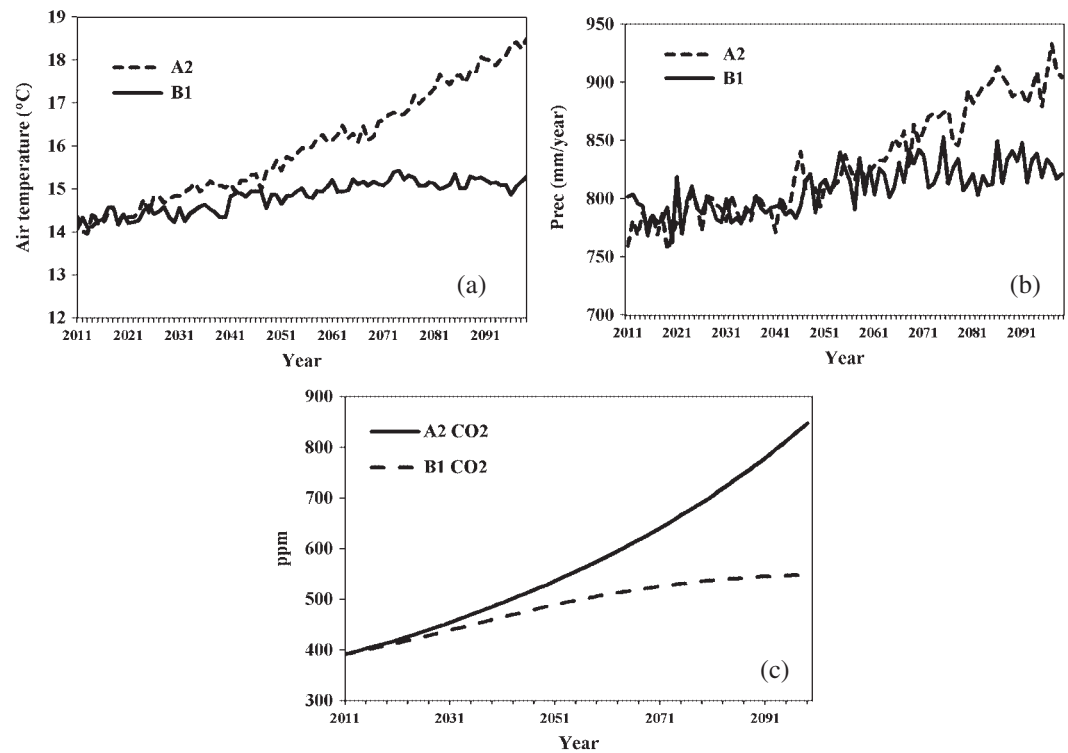 19
18
17
16
15
14
13
12
Air temperature (°C)
A2
B1
(a)
2011 2021 2031 2041 2051 2061 2071 2081 2091
Year
950
900
850
800
750
700
Prec (mm/year)
A2
B1
(b)
2011 2021 2031 2041 2051 2061 2071 2081 2091
Year
900
800
700
600
500
400
300
ppm
A2 CO2
B1 CO2
(c)
2011 2031 2051 2071 2091
Year